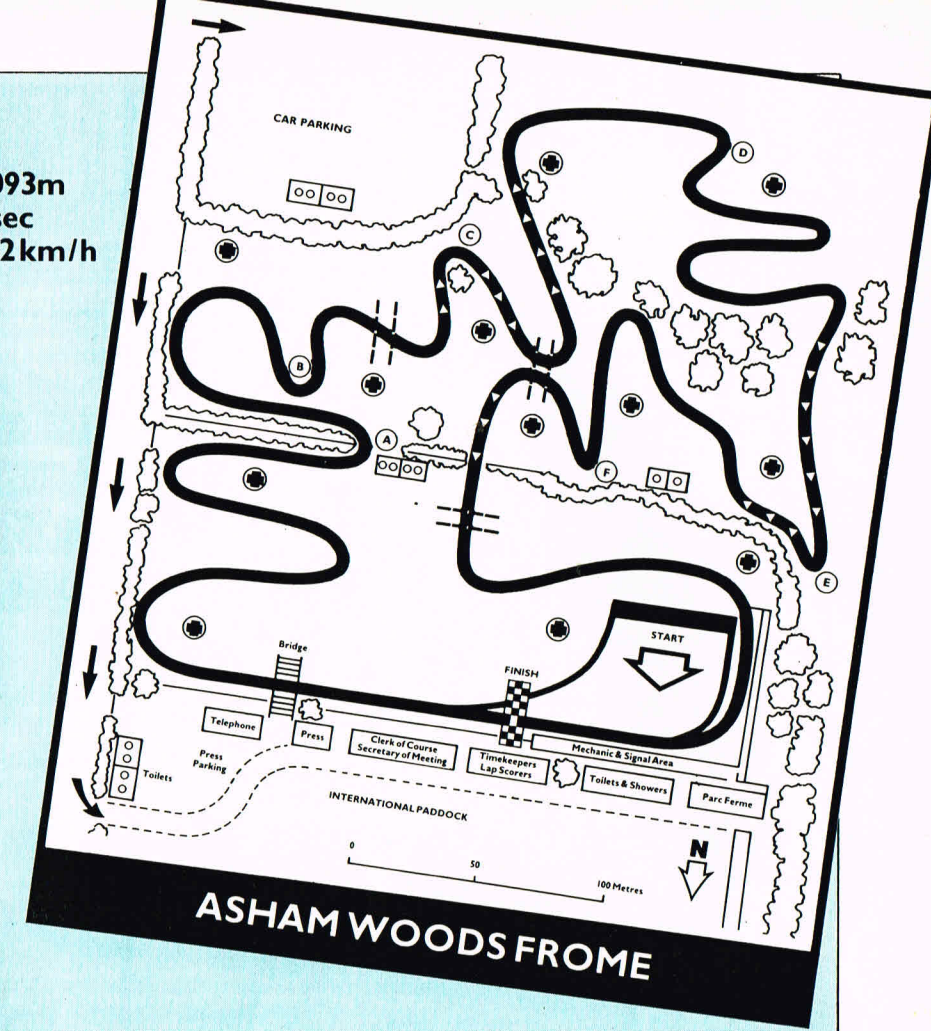 CAR PARKING
093m
sec
2km/h
D
C
B
A
F
E
START
Bridge
FINISH
Telephone
Press
Clerk of Course
Secretary of Meeting
Timekeepers
Lap Scorers
Mechanic & Signal Area
Toilets & Showers
Parc Ferme
Press
Parking
Toilets
INTERNATIONAL PADDOCK
0
50
100 Metres
N
ASHAM WOODS FROME